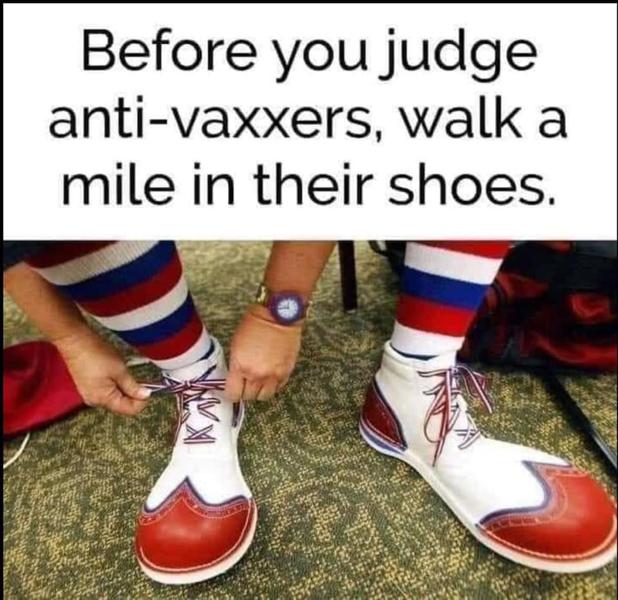 Before you judge
anti-vaxxers, walk a
mile in their shoes.